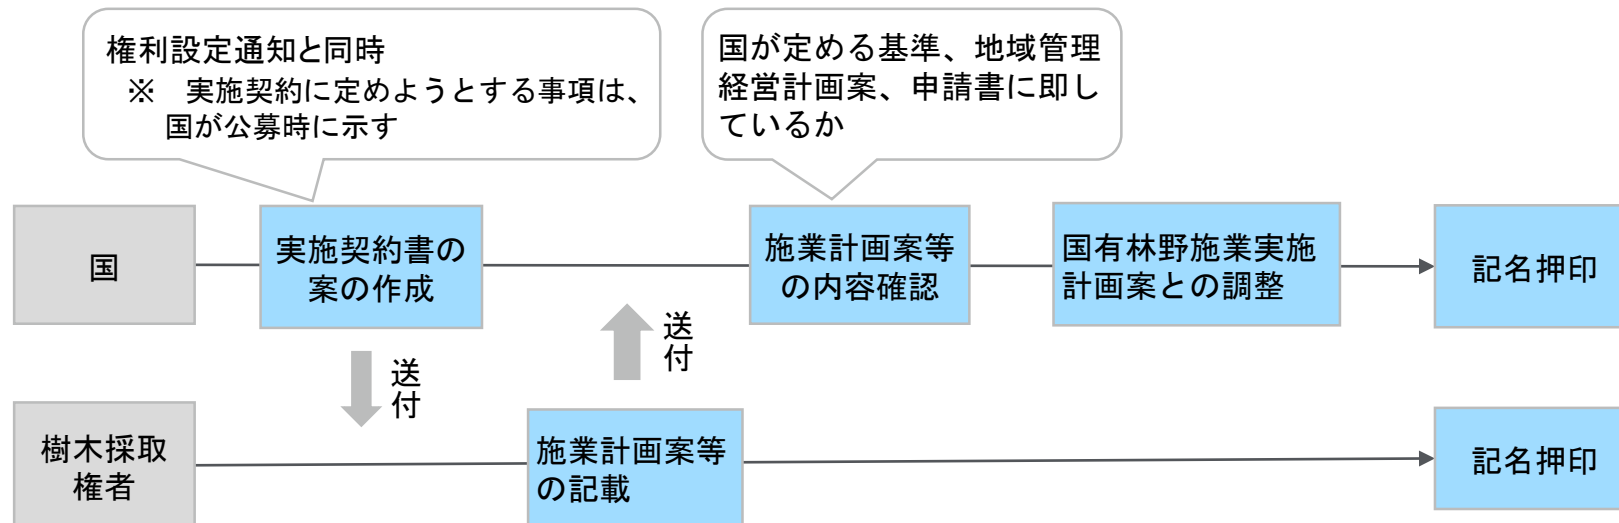 権利設定通知と同時
※　実施契約に定めようとする事項は、
国が公募時に示す
国が定める基準、地域管理
経営計画案、申請書に即し
ているか
国
実施契約書の
案の作成
施業計画案等
の内容確認
国有林野施業実施
計画案との調整
記名押印
送
付
送
付
樹木採取
権者
施業計画案等
の記載
記名押印